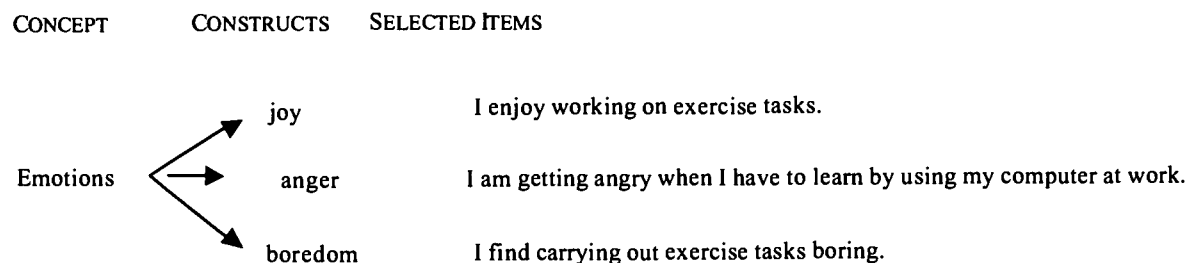 CONCEPT CONSTRUCTS SELECTED ITEMS
joy I enjoy working on exercise tasks.
Emotions anger I am getting angry when I have to learn by using my computer at work.
boredom I find carrying out exercise tasks boring.